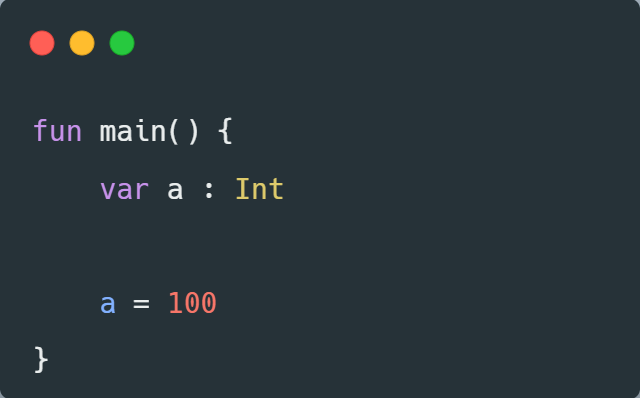 fun main() {
    var a : Int
    a = 100
}